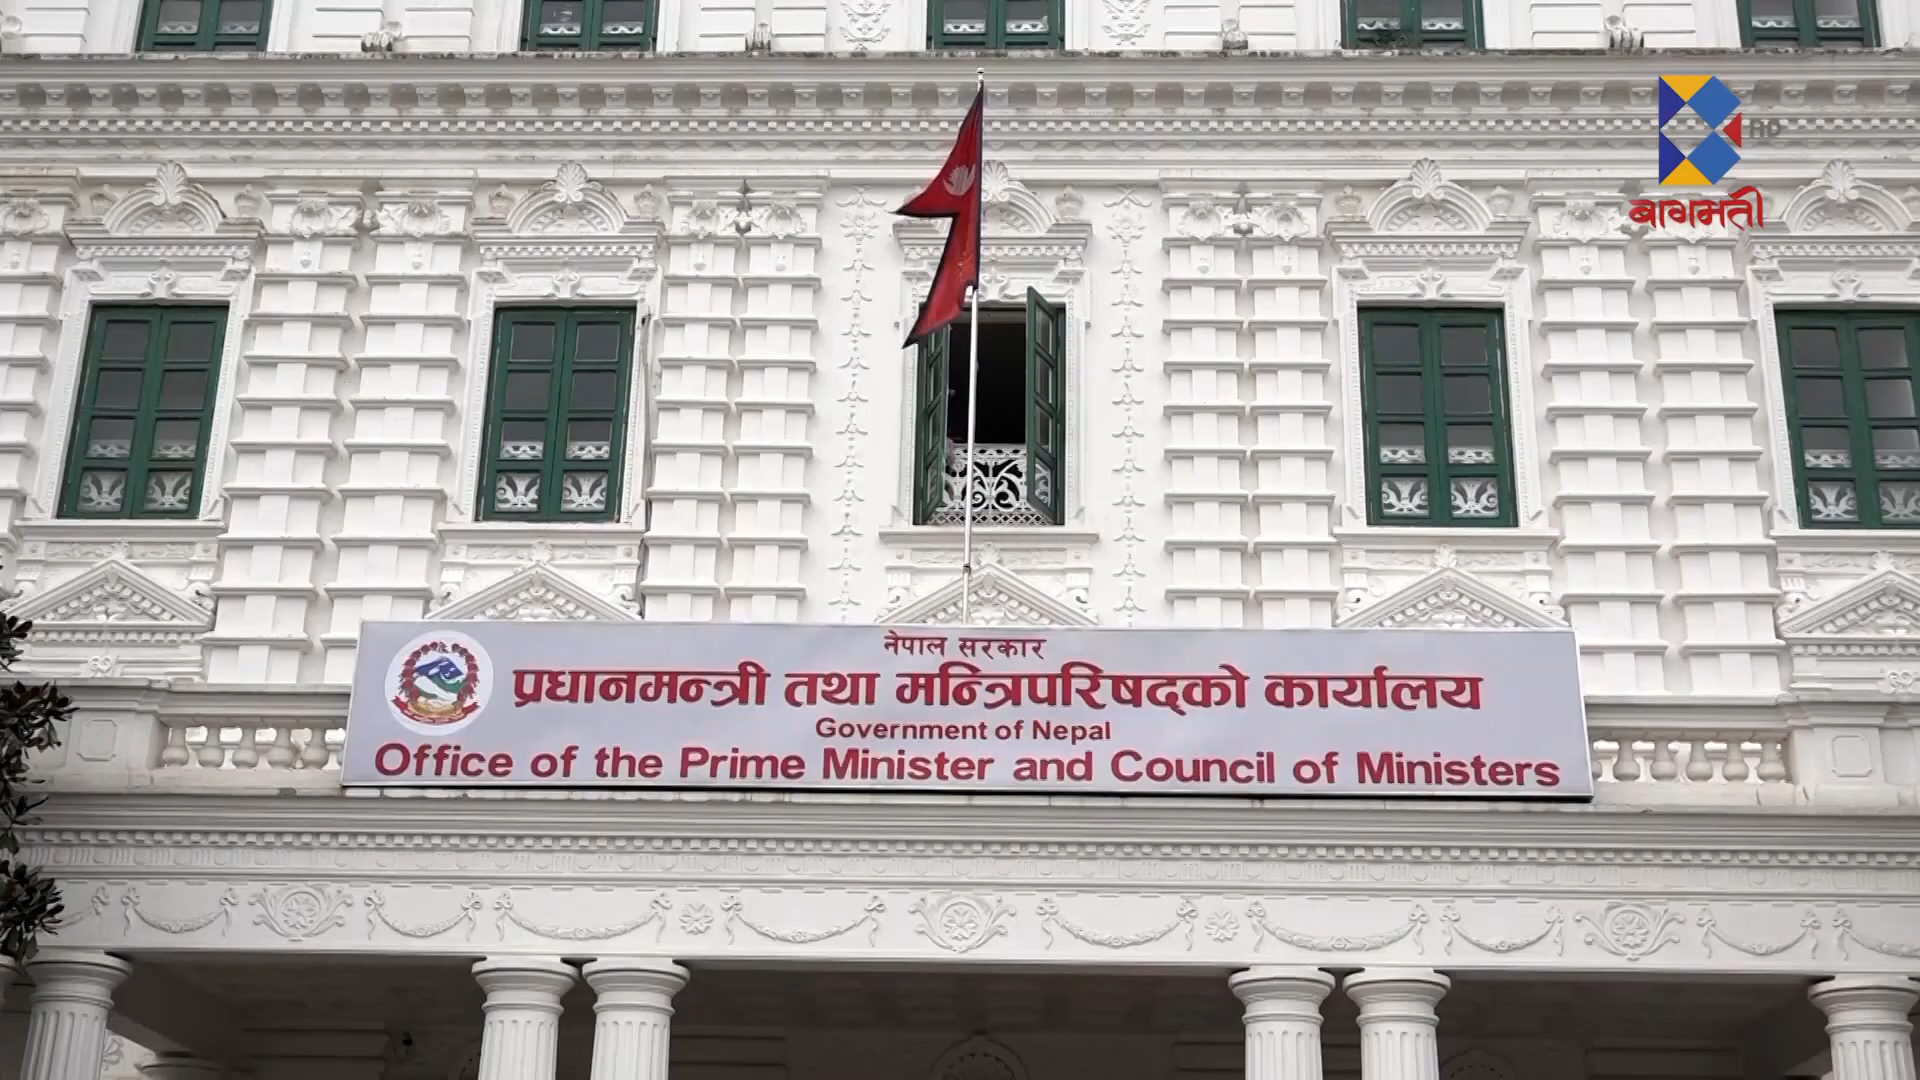 HD
बागमती
नेपाल सरकार
प्रधानमन्त्री तथा मन्त्रिपरिषद्को कार्यालय
Government of Nepal
Office of the Prime Minister and Council of Ministers